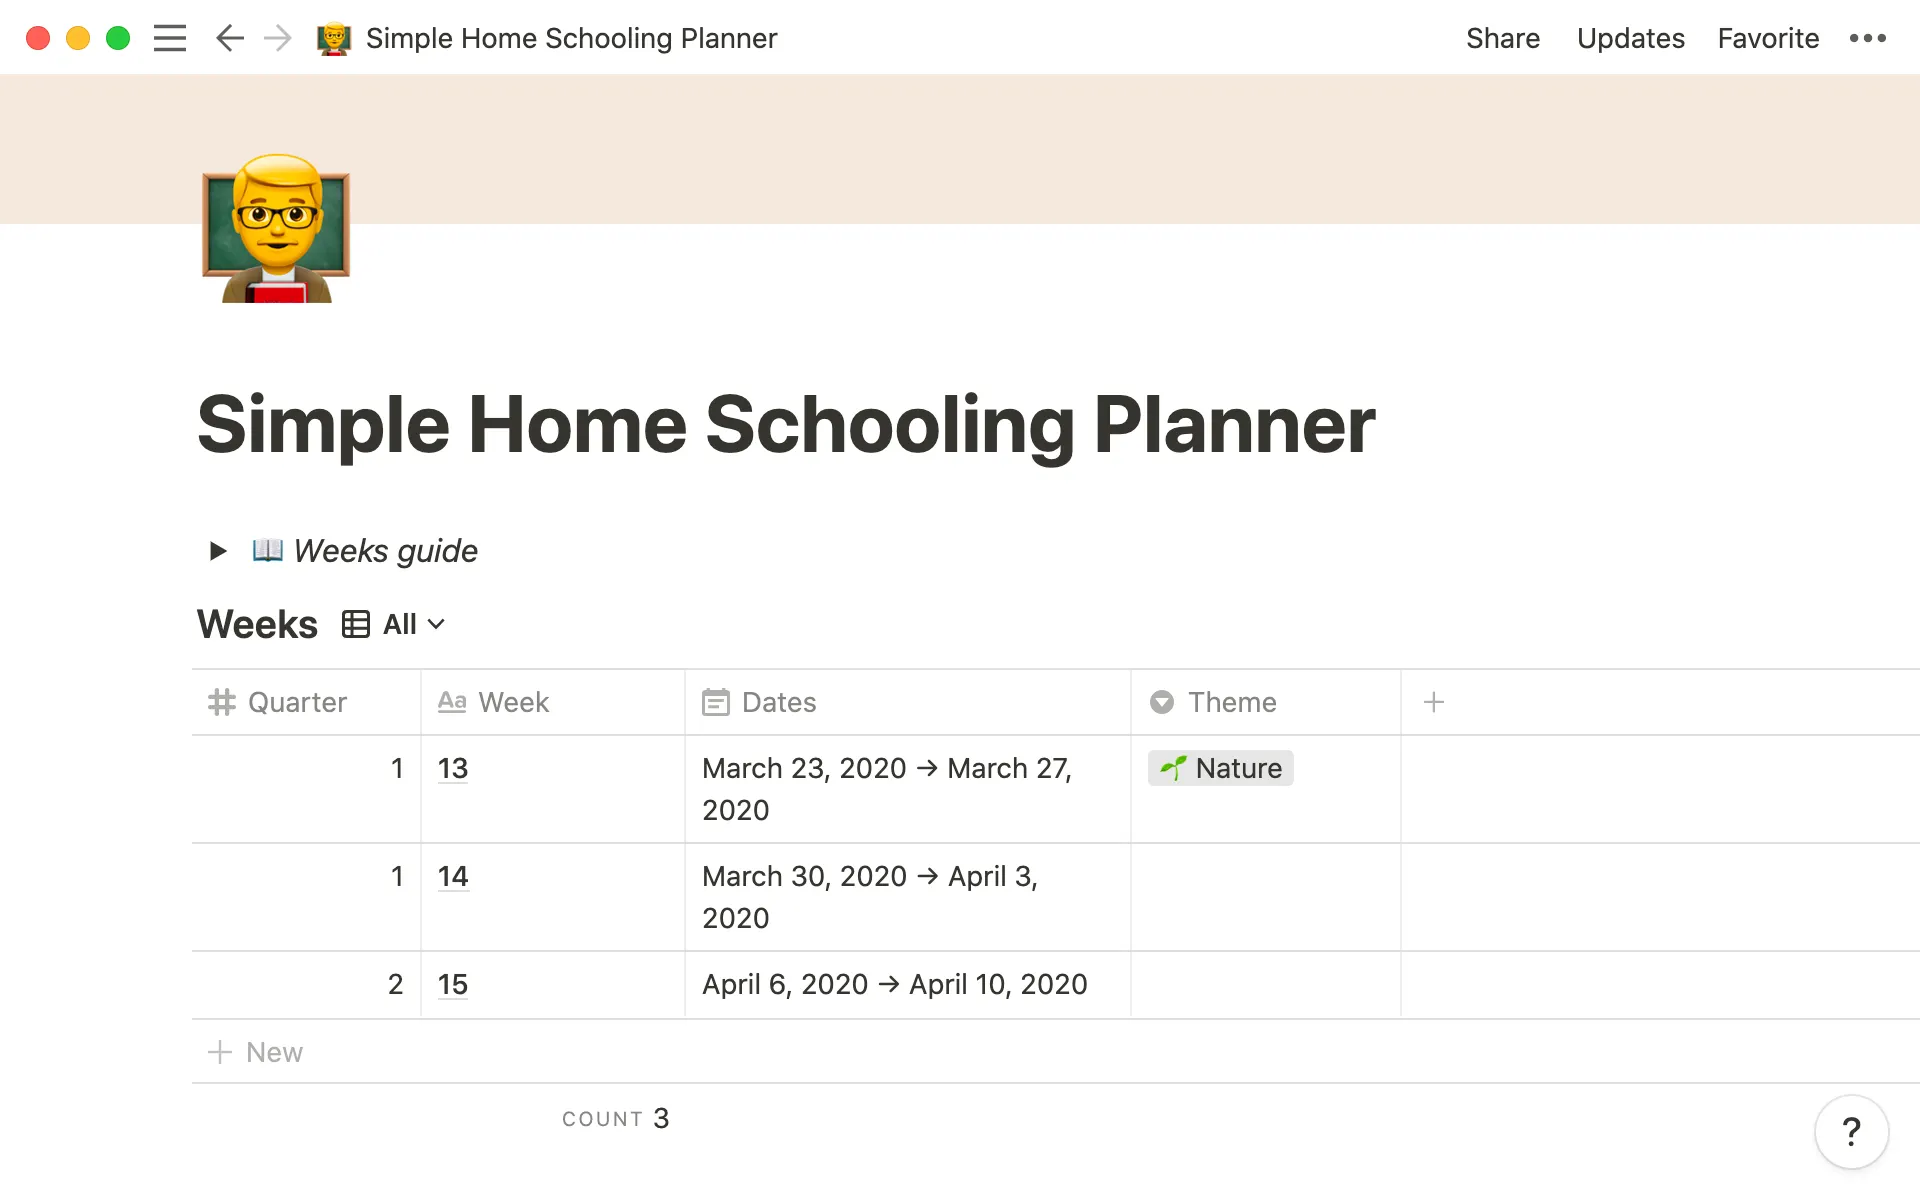 Simple Home Schooling Planner
Share Updates Favorite
Simple Home Schooling Planner
Weeks guide
Weeks All
Quarter Aa Week Dates Theme
1 13 March 23, 2020 → March 27, 2020 Nature
1 14 March 30, 2020 → April 3, 2020
2 15 April 6, 2020 → April 10, 2020
+ New
COUNT 3
?